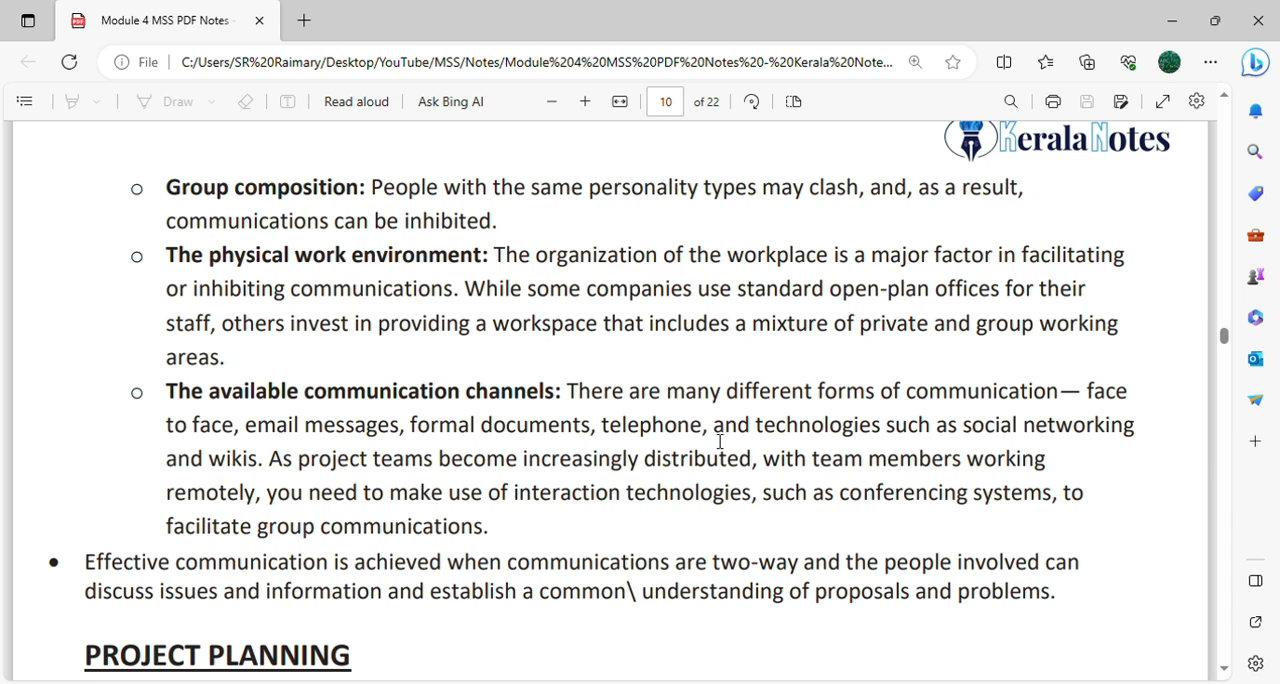 Module 4 MSS PDF Notes -
File
C:/Users/SR%20Raimary/Desktop/YouTube/MSS/Notes/Module%204%20MSS%20PDF%20Notes%20-%20Kerala%20Note...
Draw
Read aloud
Ask Bing AI
10 of 22
Kerala Notes
o Group composition: People with the same personality types may clash, and, as a result,
communications can be inhibited.
o The physical work environment: The organization of the workplace is a major factor in facilitating
or inhibiting communications. While some companies use standard open-plan offices for their
staff, others invest in providing a workspace that includes a mixture of private and group working
areas.
o The available communication channels: There are many different forms of communication— face
to face, email messages, formal documents, telephone, and technologies such as social networking
and wikis. As project teams become increasingly distributed, with team members working
remotely, you need to make use of interaction technologies, such as conferencing systems, to
facilitate group communications.
• Effective communication is achieved when communications are two-way and the people involved can
discuss issues and information and establish a common\ understanding of proposals and problems.
PROJECT PLANNING